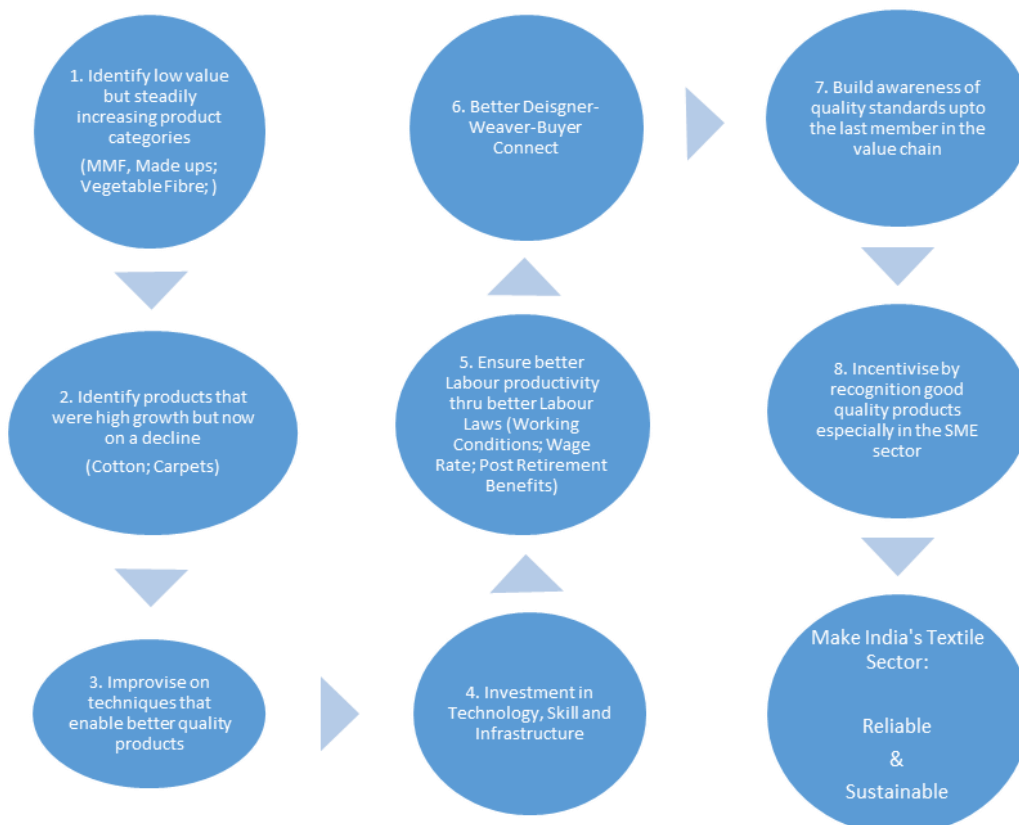 1. Identify low value
but steadily
increasing product
categories
(MMF, Made ups;
Vegetable Fibre; )
2. Identify products that
were high growth but now
on a decline
(Cotton; Carpets)
3. Improvise on
techniques that
enable better quality
products
4. Investment in
Technology, Skill and
Infrastructure
5. Ensure better
Labour productivity
thru better Labour
Laws (Working
Conditions; Wage
Rate; Post Retirement
Benefits)
6. Better Deisgner-
Weaver-Buyer
Connect
7. Build awareness of
quality standards upto
the last member in the
value chain
8. Incentivise by
recognition good
quality products
especially in the SME
sector
Make India's Textile
Sector:
Reliable
&
Sustainable